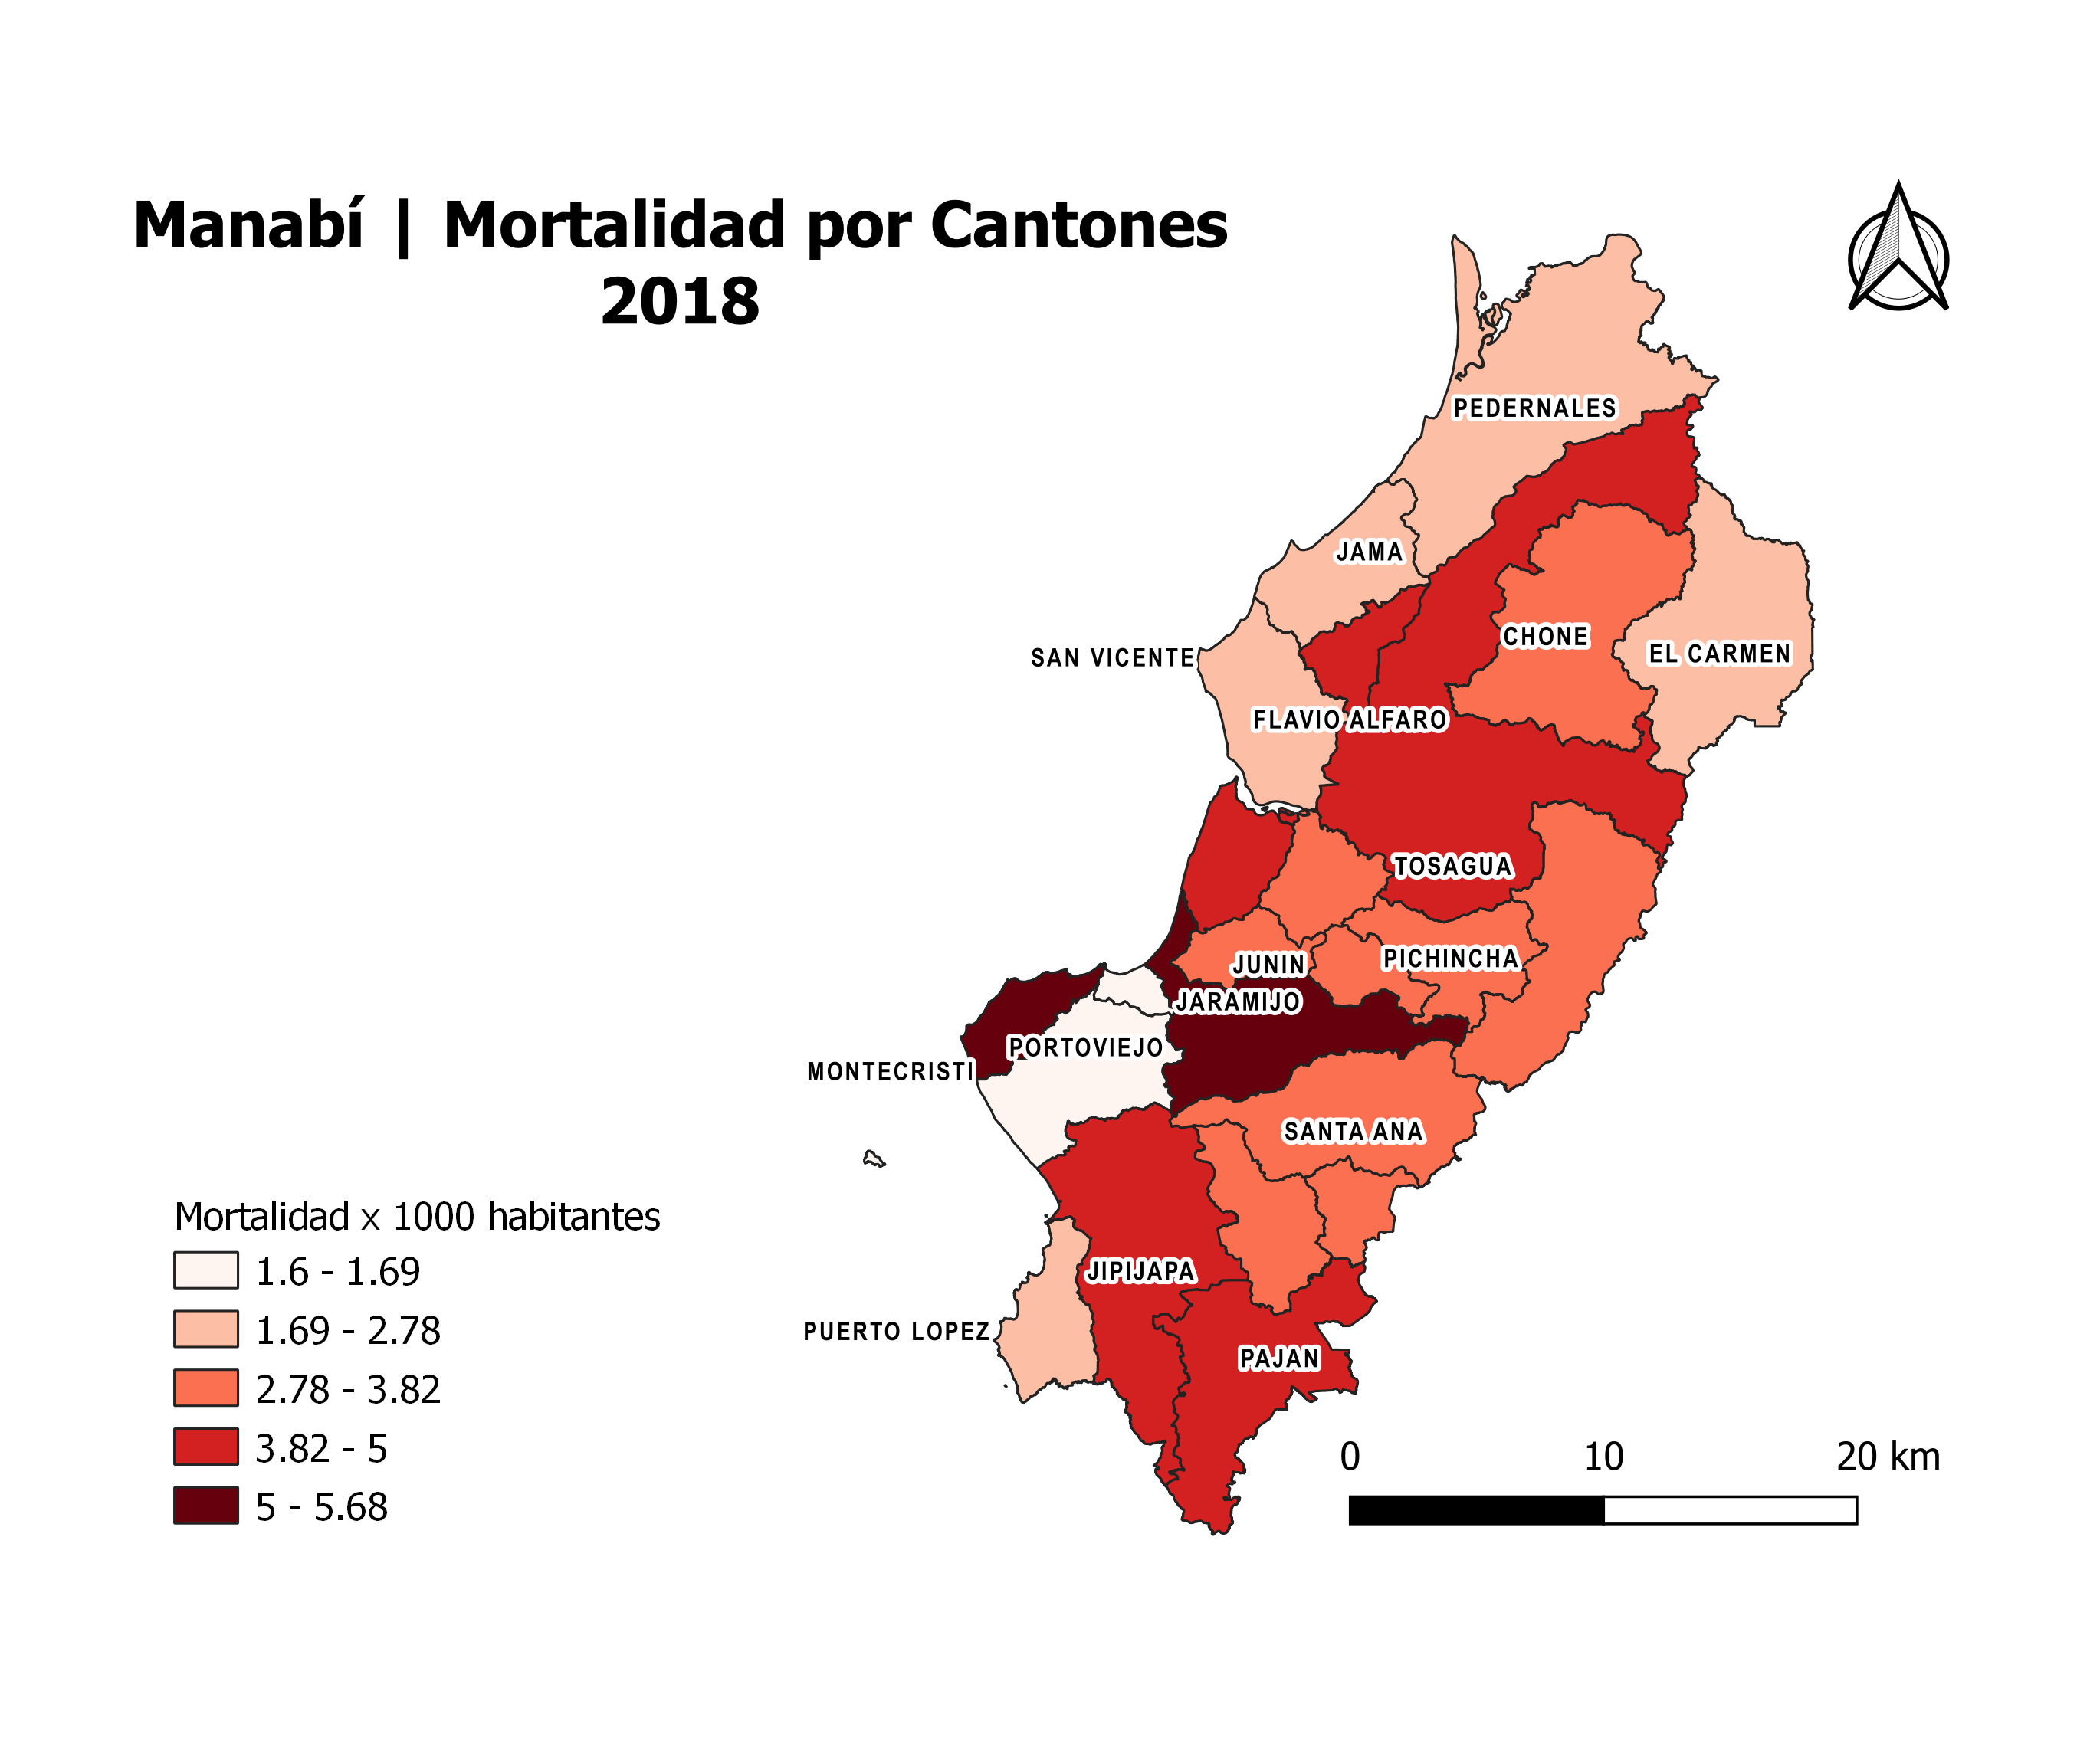 Manabí | Mortalidad por Cantones
2018
PEDERNALES
JAMA
CHONE
EL CARMEN
SAN VICENTE
FLAVIO ALFARO
TOSAGUA
PICHINCHA
JUNIN
JARAMIJO
PORTOVIEJO
MONTECRISTI
SANTA ANA
JIPIJAPA
PUERTO LOPEZ
PAJAN
Mortalidad x 1000 habitantes
1.6 - 1.69
1.69 - 2.78
2.78 - 3.82
3.82 - 5
5 - 5.68
0 10 20 km